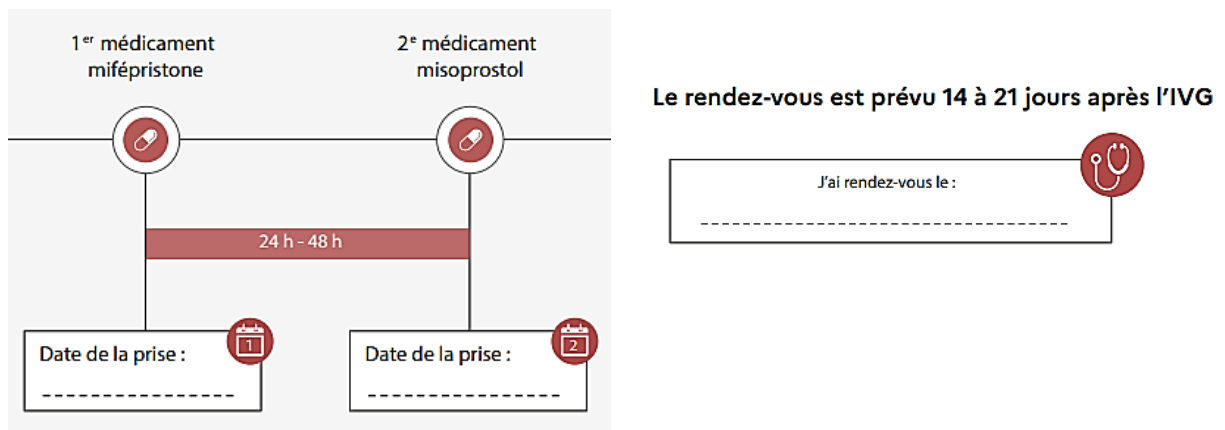 1er médicament
mifépristone
2e médicament
misoprostol
24 h - 48 h
Date de la prise :
1
Date de la prise :
2
Le rendez-vous est prévu 14 à 21 jours après l'IVG
J'ai rendez-vous le :